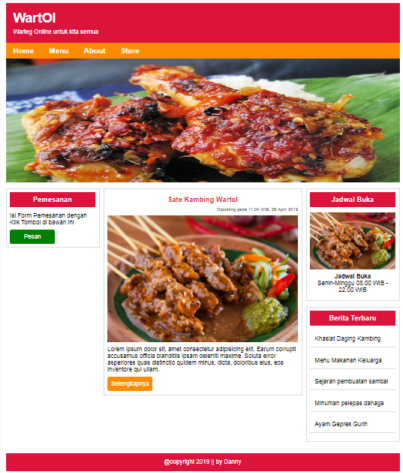 WartOl
Warteg Online untuk kita semua
Home Menu About Store
Pemesanan
Isi Form Pemesanan dengan
Klik Tombol di bawah ini
Pesan
Sate Kambing Wartol
Diposting pada 11.04 WIB, 25 April 2019
Lorem ipsum dolor sit, amet consectetur adipisicing elit. Earum corrupti
accusamus officia blanditiis ipsam deleniti maxime. Soluta error
asperiores quas distinctio quidem minus, dicta, doloribus eius, eos
inventore qui ullam.
Selengkapnya
Jadwal Buka
Jadwal Buka
Senin-Minggu 08.00 WIB -
22.00 WIB
Berita Terbaru
Khasiat Daging Kambing
Menu Makanan Keluarga
Sejarah pembuatan sambal
Minuman pelepas dahaga
Ayam Geprek Gurih
@copyright 2019 || by Danny